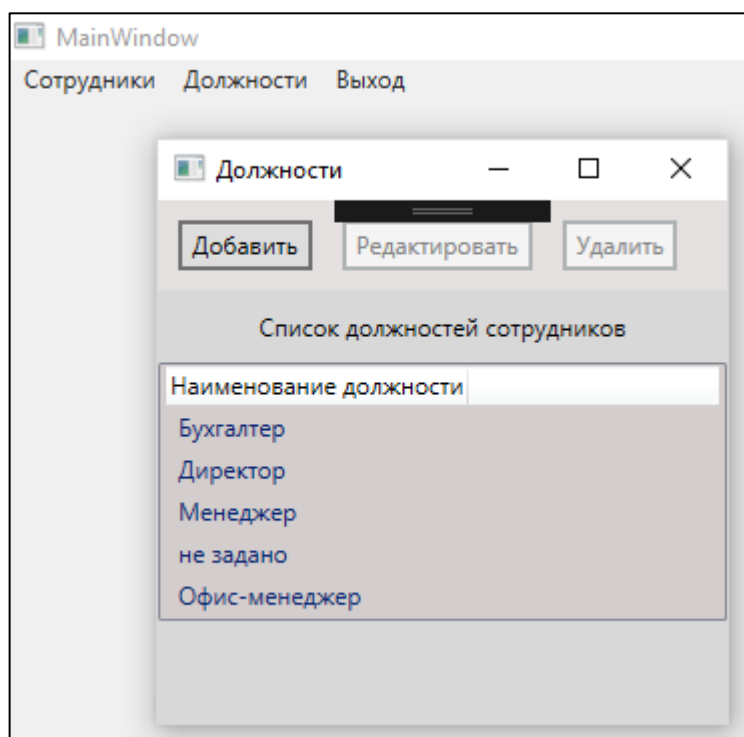 MainWindow
Сотрудники Должности Выход
Должности
Добавить Редактировать Удалить
Список должностей сотрудников
Наименование должности
Бухгалтер
Директор
Менеджер
не задано
Офис-менеджер